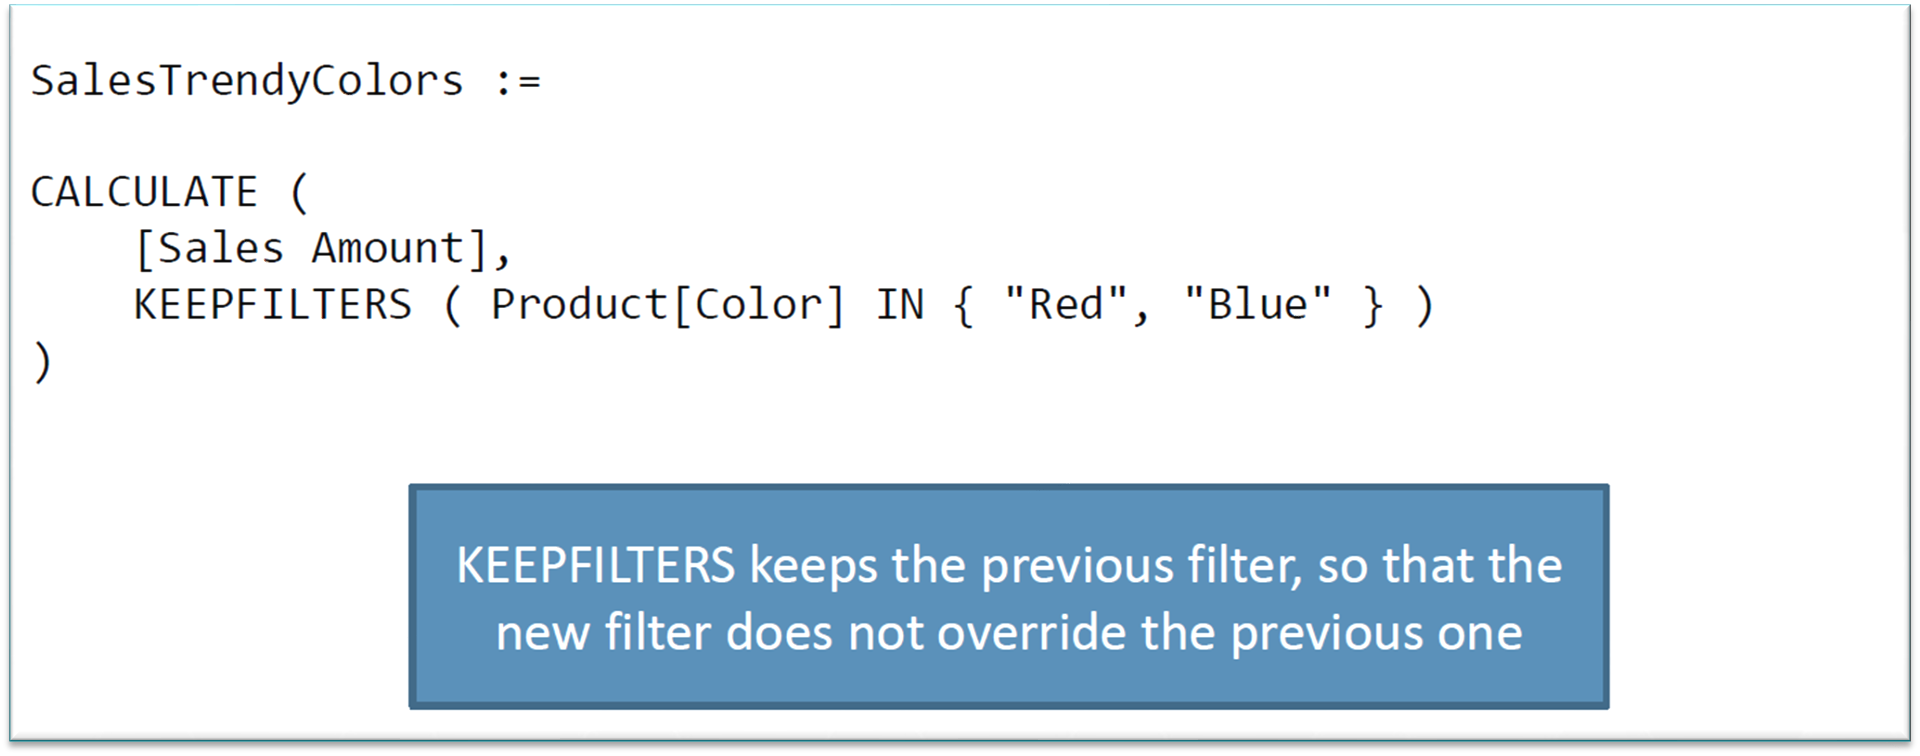 SalesTrendyColors :=
CALCULATE (
    [Sales Amount],
    KEEPFILTERS ( Product[Color] IN { "Red", "Blue" } )
)
KEEPFILTERS keeps the previous filter, so that the
new filter does not override the previous one